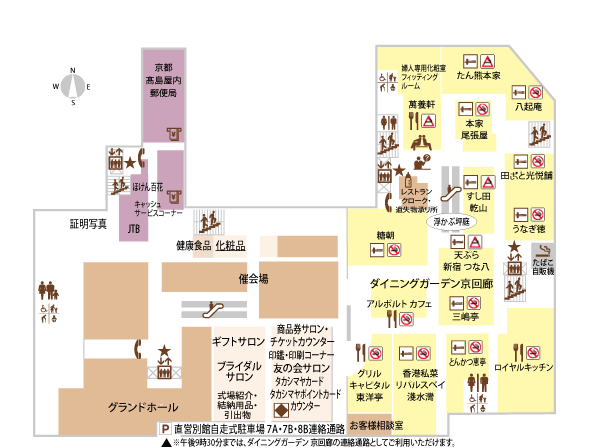 N
W E
S
京都
髙島屋内
郵便局
ほけん百花
キャッシュ
サービスコーナー
JTB
証明写真
健康食品 化粧品
催会場
ギフトサロン
ブライダル
サロン
式場紹介・
結納用品・
引出物
商品券サロン・
チケットカウンター
印鑑・印刷コーナー
友の会サロン
タカシマヤカード
タカシマヤポイントカード
カウンター
グランドホール
P 直営別館自走式駐車場 7A・7B・8B連絡通路
▲ ※午後9時30分までは、ダイニングガーデン 京回廊の連絡通路としてご利用いただけます。
婦人専用化粧室
フィッティング
ルーム
萬養軒
たん熊本家
八起庵
本家
尾張屋
田ごと光悦舗
レストラン
クローク・
遺失物承り所
すし田
乾山
浮かぶ坪庭
うなぎ徳
糖朝
天ぷら
新宿 つな八
たばこ
自販機
ダイニングガーデン京回廊
アルポルト カフェ
三嶋亭
グリル
キャピタル
東洋亭
香港私菜
リパルスベイ
淺水灣
とんかつ恵亭
ロイヤルキッチン
お客様相談室